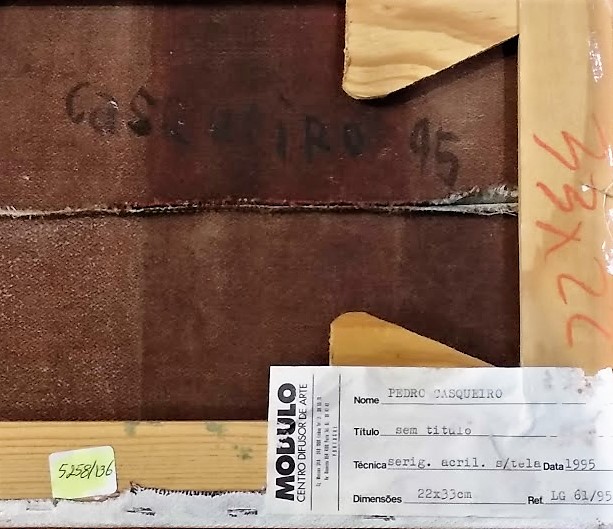 Casqueiro 95
22X33
5258/136
MODULO
CENTRO DIFUSOR DE ARTE
Nome PEDRO CASQUEIRO
Título sem titulo
Técnica serig. acril. s/tela Data 1995
Dimensões 22x33cm Ref. LG 61/95